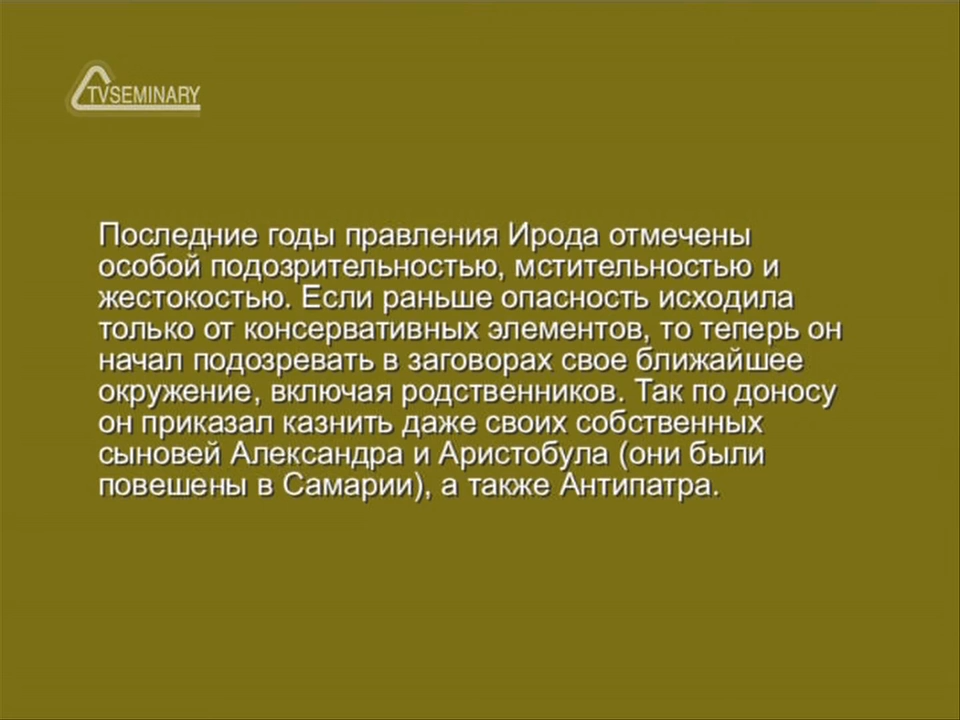 TVSEMINARY
Последние годы правления Ирода отмечены
особой подозрительностью, мстительностью и
жестокостью. Если раньше опасность исходила
только от консервативных элементов, то теперь он
начал подозревать в заговорах свое ближайшее
окружение, включая родственников. Так по доносу
он приказал казнить даже своих собственных
сыновей Александра и Аристобула (они были
повешены в Самарии), а также Антипатра.